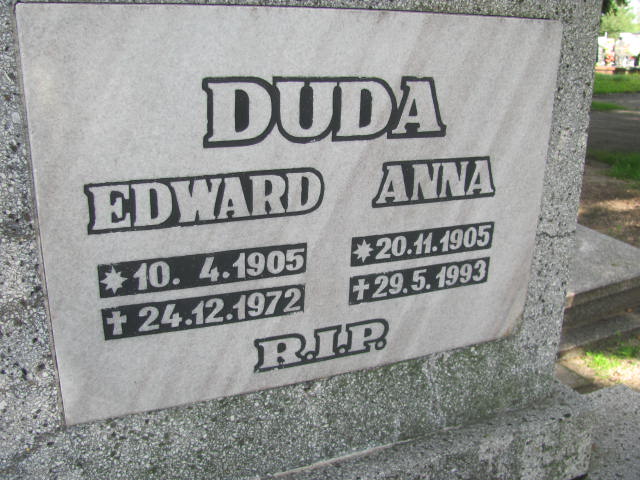 DUDA
EDWARD ANNA
✶10. 4.1905 ✶20.11.1905
✝24.12.1972 ✝29.5.1993
R.I.P.